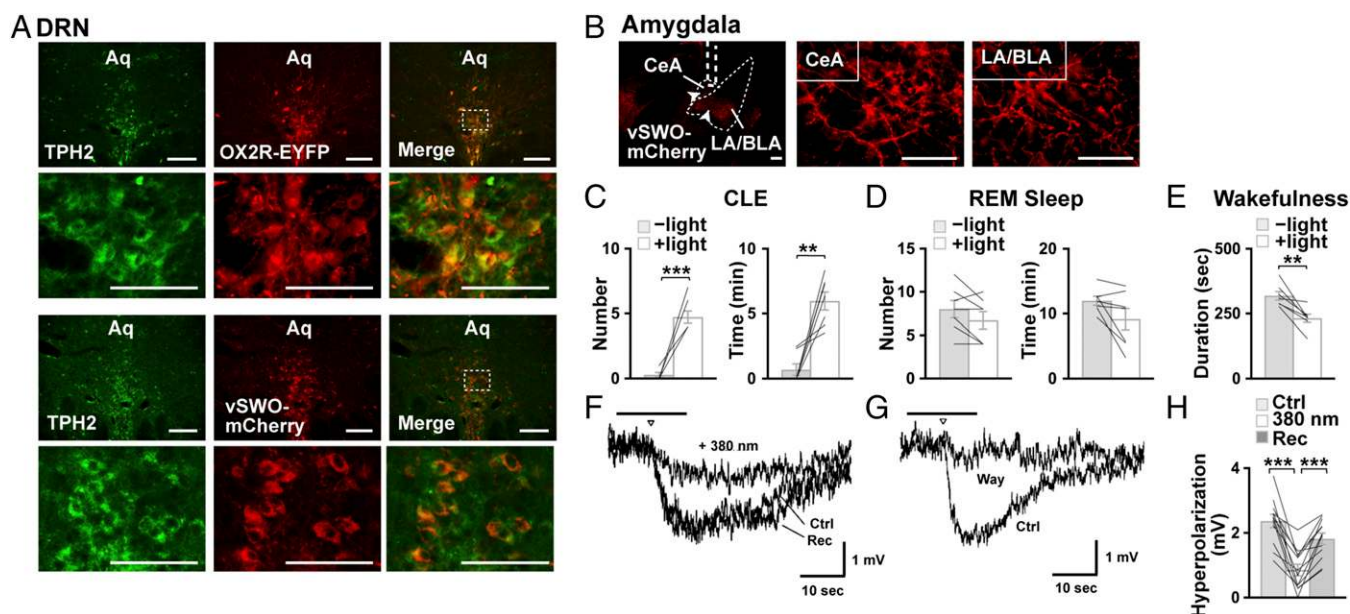 A DRN
Aq
Aq
Aq
TPH2
OX2R-EYFP
Merge
Aq
Aq
Aq
TPH2
vSWO-
mCherry
Merge
B Amygdala
CeA
vSWO-
mCherry
LA/BLA
CeA
LA/BLA
C
CLE
−light
+light
Number
10
5
0
***
Time (min)
10
5
0
**
D
REM Sleep
−light
+light
Number
15
10
5
0
Time (min)
20
10
0
E
Wakefulness
−light
+light
Duration (sec)
500
250
0
**
F
+ 380 nm
Ctrl
Rec
1 mV
10 sec
G
Way
Ctrl
1 mV
10 sec
H
Ctrl
380 nm
Rec
*** ***
Hyperpolarization
(mV)
4
2
0